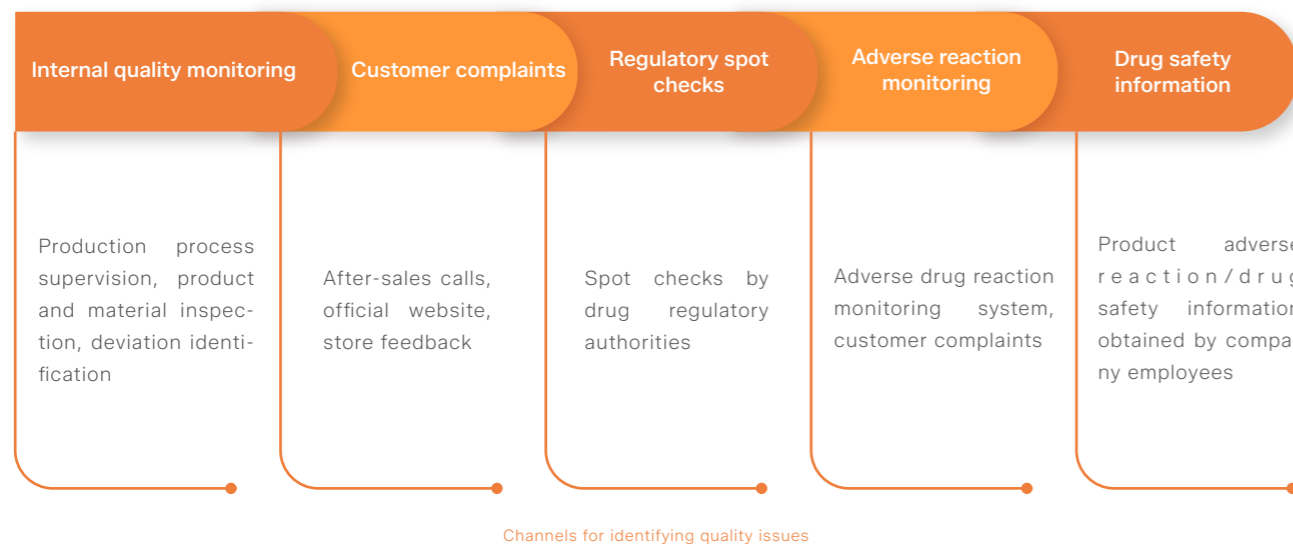 Internal quality monitoring
Customer complaints
Regulatory spot
checks
Adverse reaction
monitoring
Drug safety
information
Production process
supervision, product
and material inspec-
tion, deviation identi-
fication
After-sales calls,
official website,
store feedback
Spot checks by
drug regulatory
authorities
Adverse drug reaction
monitoring system,
customer complaints
Product adverse
reaction/drug
safety information
obtained by compa
ny employees
Channels for identifying quality issues